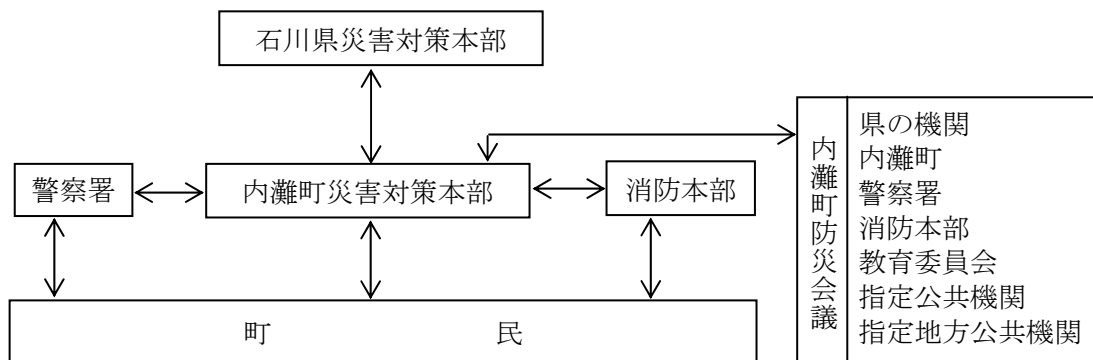 石川県災害対策本部
警察署
内灘町災害対策本部
消防本部
町民
内灘町防災会議
県の機関
内灘町
警察署
消防本部
教育委員会
指定公共機関
指定地方公共機関